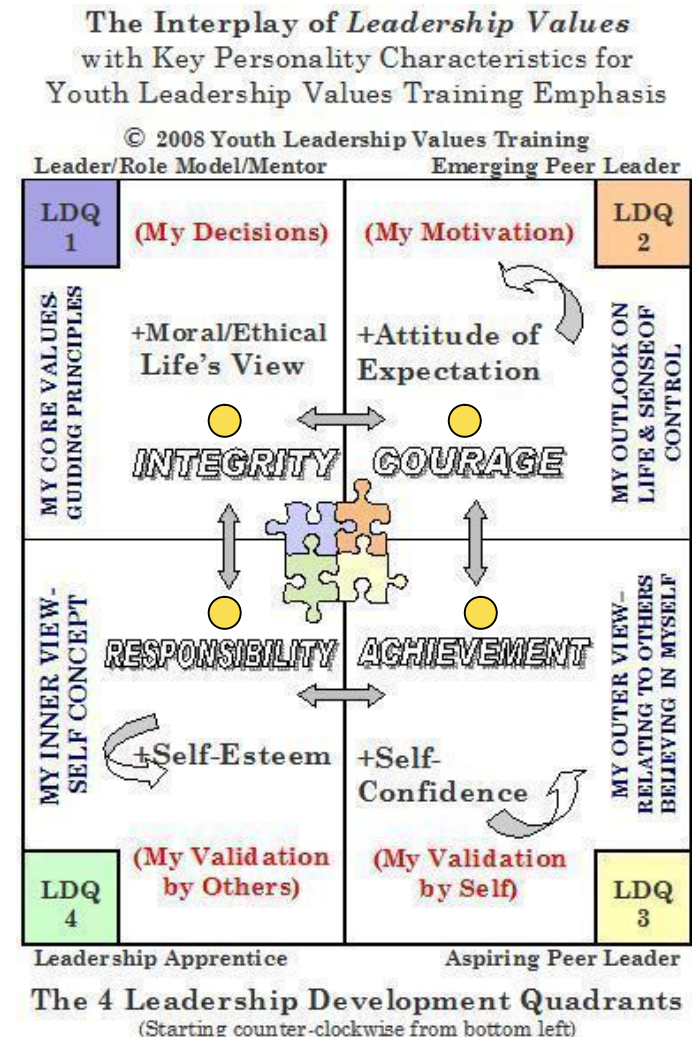 The Interplay of Leadership Values
with Key Personality Characteristics for
Youth Leadership Values Training Emphasis
© 2008 Youth Leadership Values Training
Leader/Role Model/Mentor
Emerging Peer Leader
LDQ
1
(My Decisions)
(My Motivation)
LDQ
2
MY CORE VALUES-
GUIDING PRINCIPLES
+Moral/Ethical
Life's View
+Attitude of
Expectation
MY OUTLOOK ON
LIFE & SENSE OF
CONTROL
INTEGRITY
COURAGE
RESPONSIBILITY
ACHIEVEMENT
MY INNER VIEW-
SELF CONCEPT
+Self-Esteem
+Self-
Confidence
MY OUTER VIEW-
RELATING TO OTHERS
BELIEVING IN MYSELF
LDQ
4
(My Validation
by Others)
(My Validation
by Self)
LDQ
3
Leadership Apprentice
Aspiring Peer Leader
The 4 Leadership Development Quadrants
(Starting counter-clockwise from bottom left)